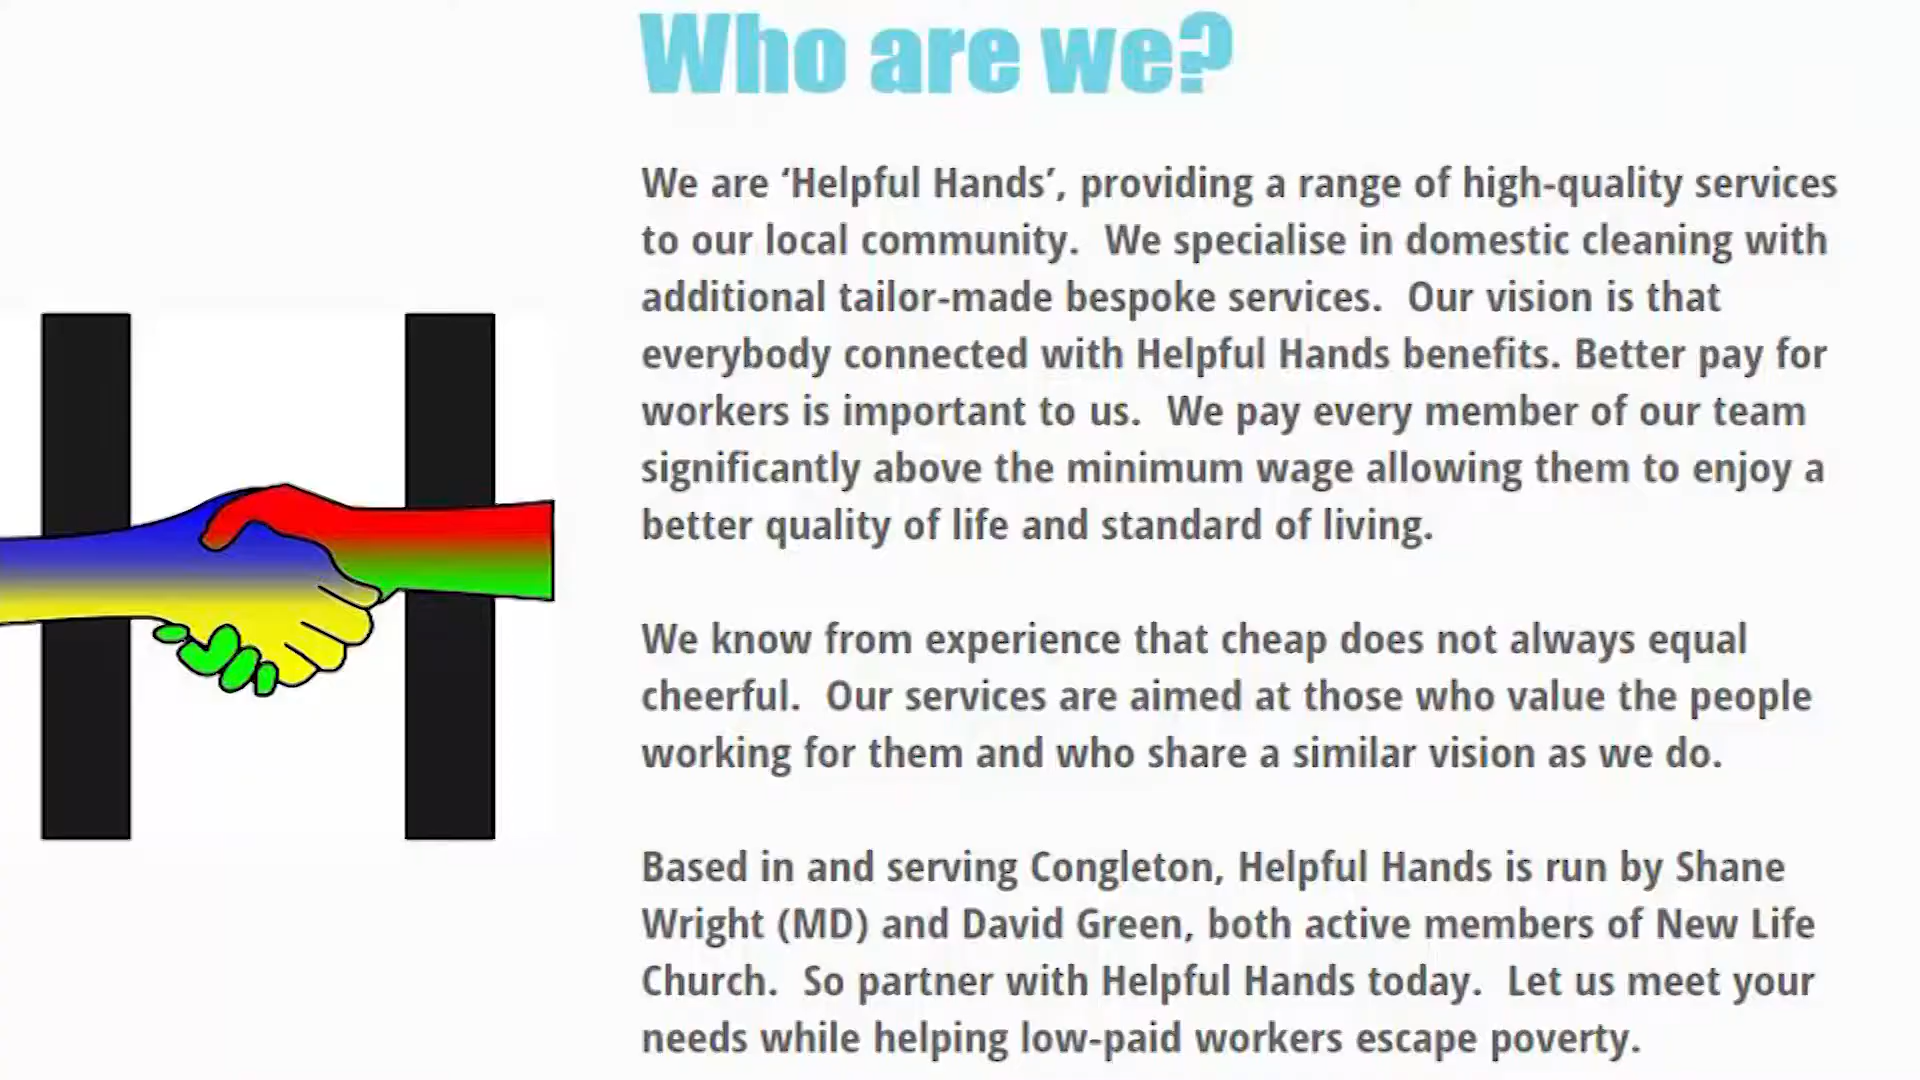 Who are we?
We are ‘Helpful Hands’, providing a range of high-quality services
to our local community.  We specialise in domestic cleaning with
additional tailor-made bespoke services.  Our vision is that
everybody connected with Helpful Hands benefits. Better pay for
workers is important to us.  We pay every member of our team
significantly above the minimum wage allowing them to enjoy a
better quality of life and standard of living.
We know from experience that cheap does not always equal
cheerful.  Our services are aimed at those who value the people
working for them and who share a similar vision as we do.
Based in and serving Congleton, Helpful Hands is run by Shane
Wright (MD) and David Green, both active members of New Life
Church.  So partner with Helpful Hands today.  Let us meet your
needs while helping low-paid workers escape poverty.